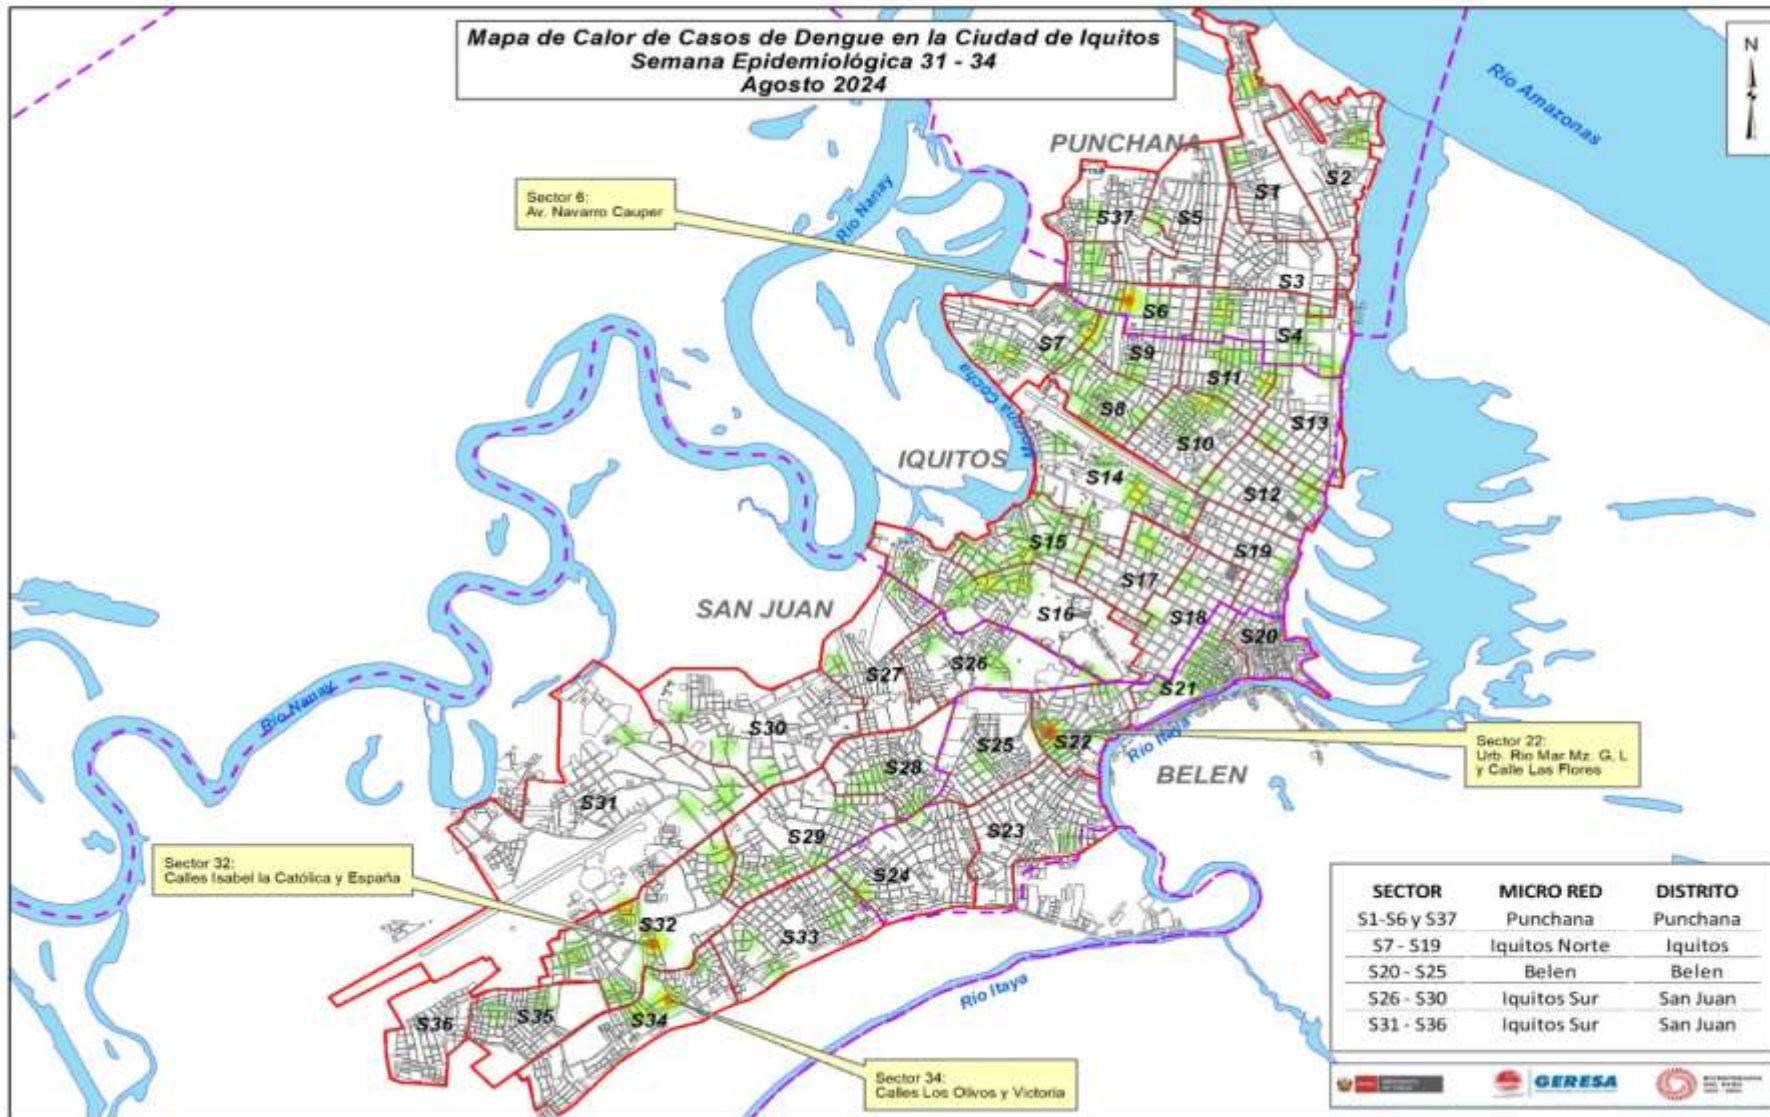 Mapa de Calor de Casos de Dengue en la Ciudad de Iquitos
Semana Epidemiológica 31 - 34
Agosto 2024
N
Río Amazonas
PUNCHANA
Sector 6:
Av. Navarro Cauper
Río Nanay
S1
S2
S37
S5
S3
S6
S4
S7
S9
S11
S8
S13
S10
Morona Cocha
IQUITOS
S14
S12
S15
S19
S17
S16
S18
SAN JUAN
S20
S26
S27
S21
Río Nanay
S30
S25
S22
Río Itaya
Sector 22:
Urb. Rio Mar Mz. G, L
y Calle Las Flores
BELEN
S28
S31
S29
S23
Sector 32:
Calles Isabel la Católica y España
S24
S32
S33
Río Itaya
S34
S35
S36
Sector 34:
Calles Los Olivos y Victoria
SECTOR MICRO RED DISTRITO
S1-S6 y S37 Punchana Punchana
S7 - S19 Iquitos Norte Iquitos
S20 - S25 Belen Belen
S26 - S30 Iquitos Sur San Juan
S31 - S36 Iquitos Sur San Juan
GERESA